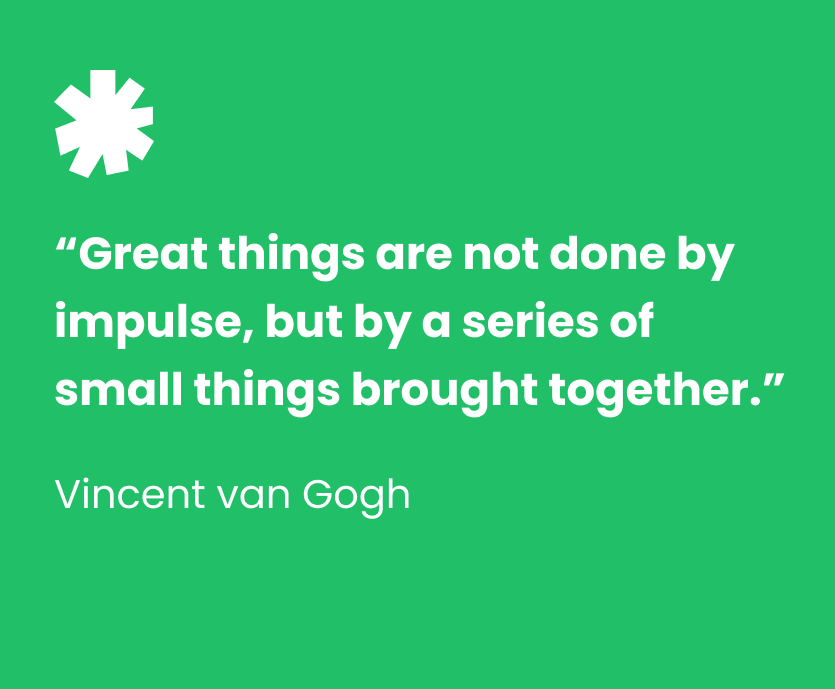 “Great things are not done by
impulse, but by a series of
small things brought together.”
Vincent van Gogh